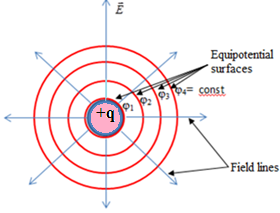 E̅
Equipotential
surfaces
φ₁ φ₂ φ₃ φ₄= const
+q
Field lines